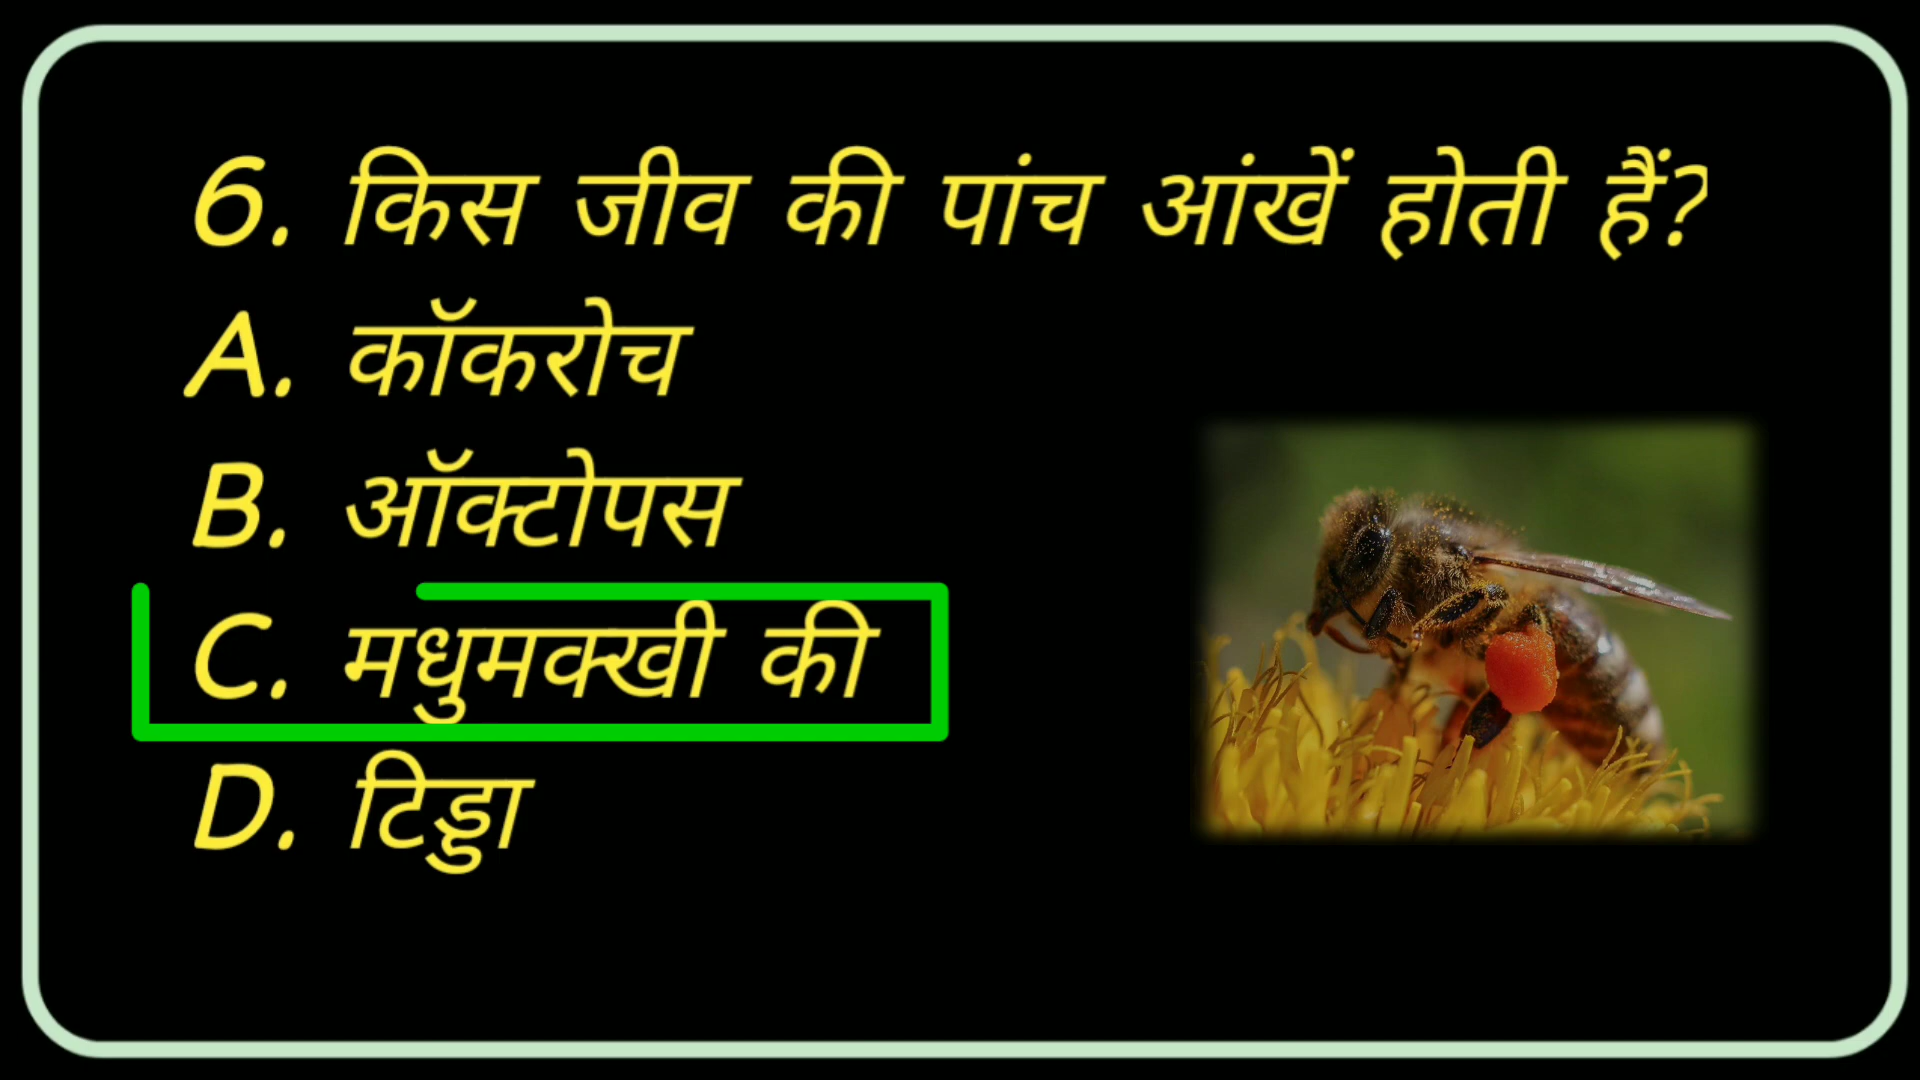 6. किस जीव की पांच आंखें होती हैं?
A. कॉकरोच
B. ऑक्टोपस
C. मधुमक्खी की
D. टिड्डा